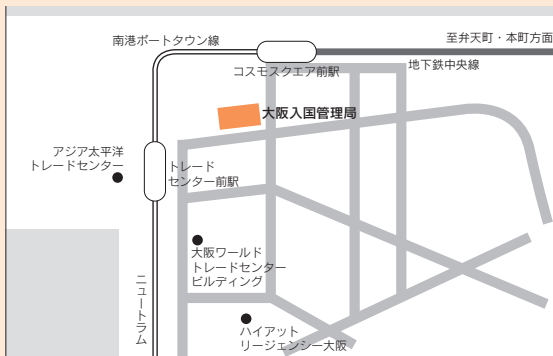 南港ポートタウン線
至弁天町・本町方面
コスモスクエア前駅
地下鉄中央線
大阪入国管理局
アジア太平洋
トレードセンター
トレード
センター前駅
大阪ワールド
トレードセンター
ビルディング
ニュートラム
ハイアット
リージェンシー大阪